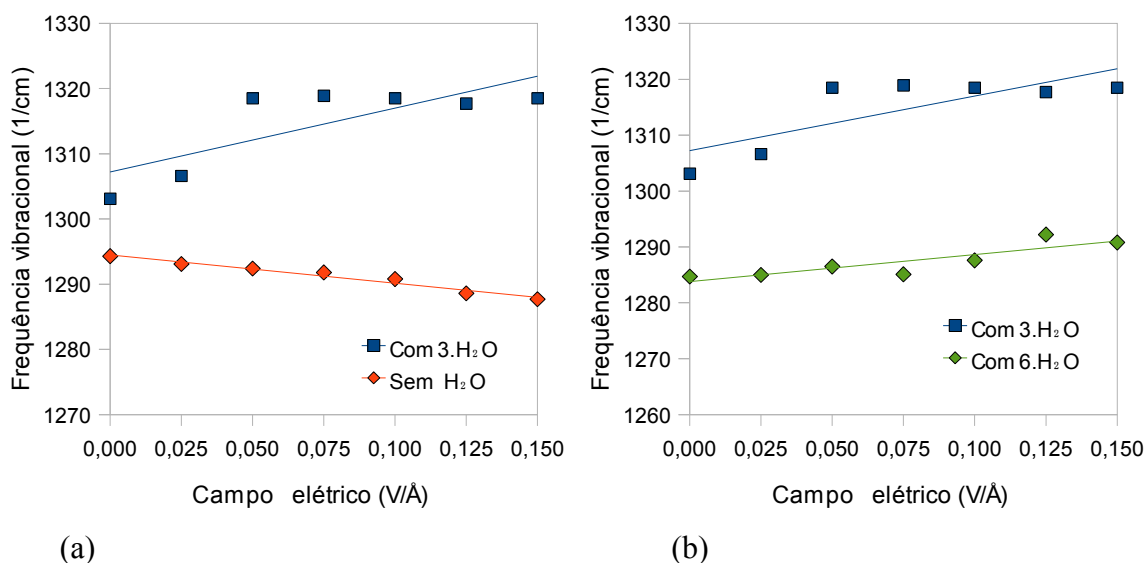 1330
1320
1310
1300
1290
1280
1270
Frequência vibracional (1/cm)
0,000 0,025 0,050 0,075 0,100 0,125 0,150
Campo elétrico (V/Å)
Com 3.H₂O
Sem H₂O
(a)
1330
1320
1310
1300
1290
1280
1270
1260
Frequência vibracional (1/cm)
0,000 0,025 0,050 0,075 0,100 0,125 0,150
Campo elétrico (V/Å)
Com 3.H₂O
Com 6.H₂O
(b)